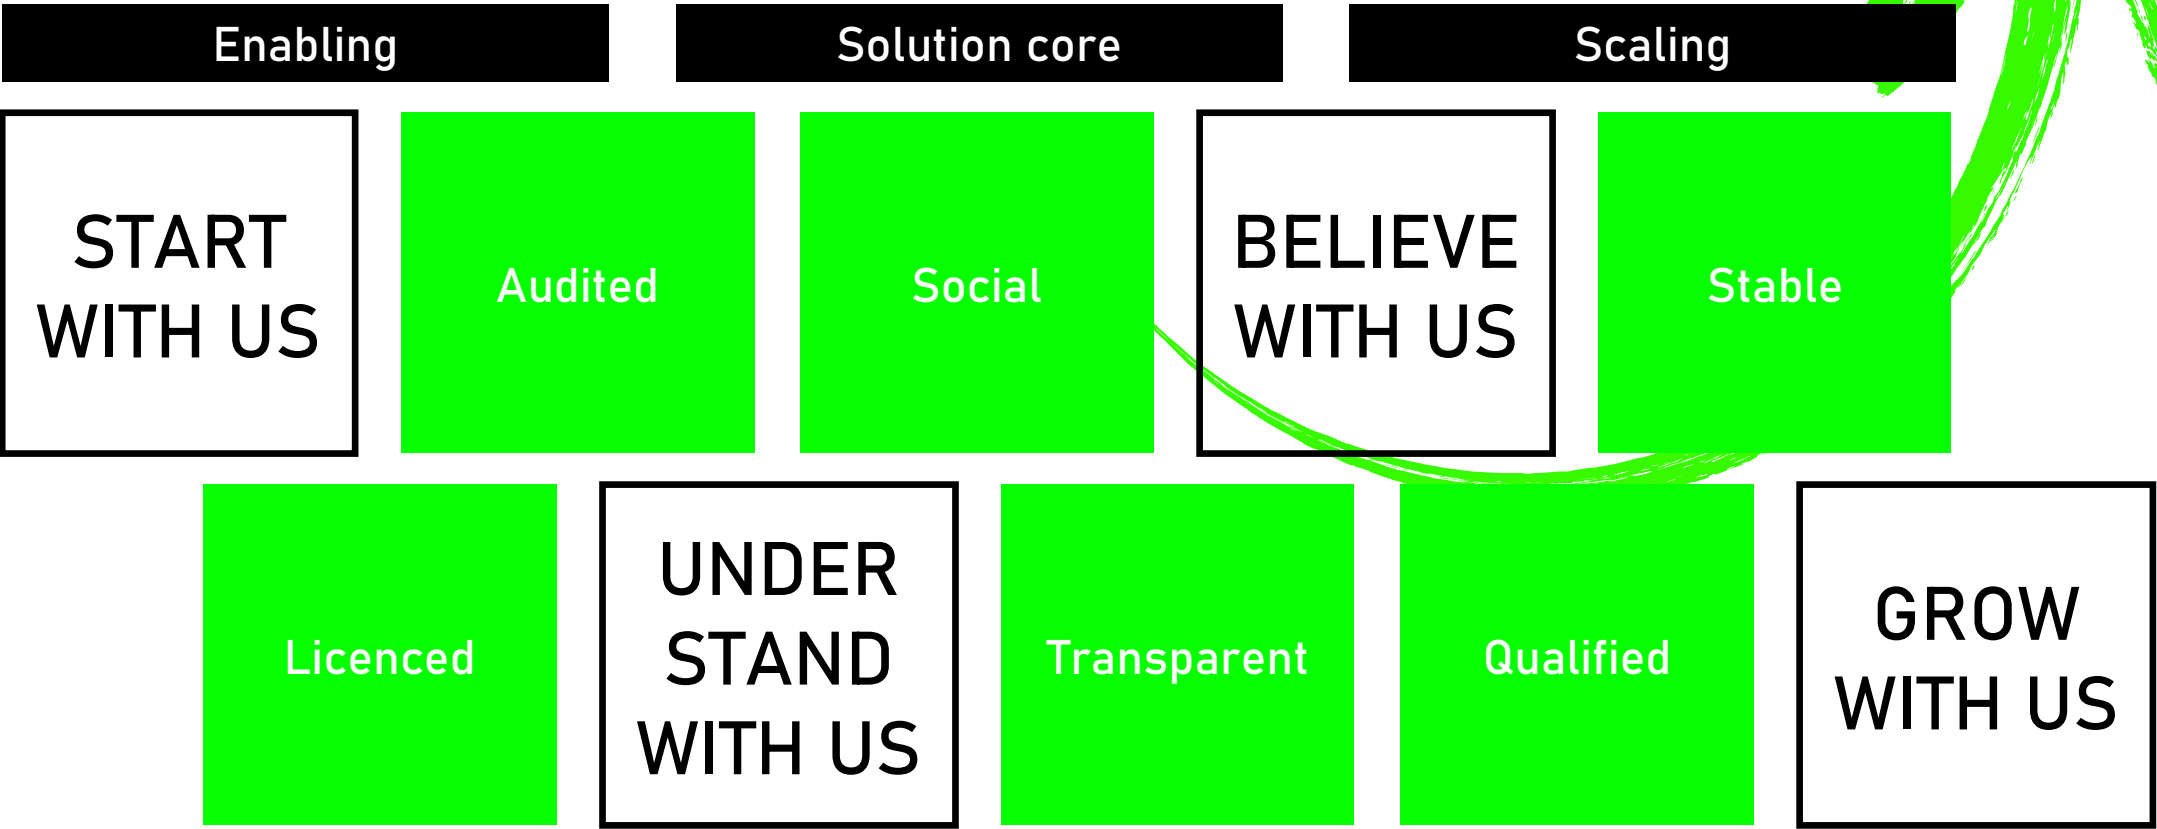 Enabling
Solution core
Scaling
START
WITH US
Audited
Social
BELIEVE
WITH US
Stable
Licenced
UNDER
STAND
WITH US
Transparent
Qualified
GROW
WITH US